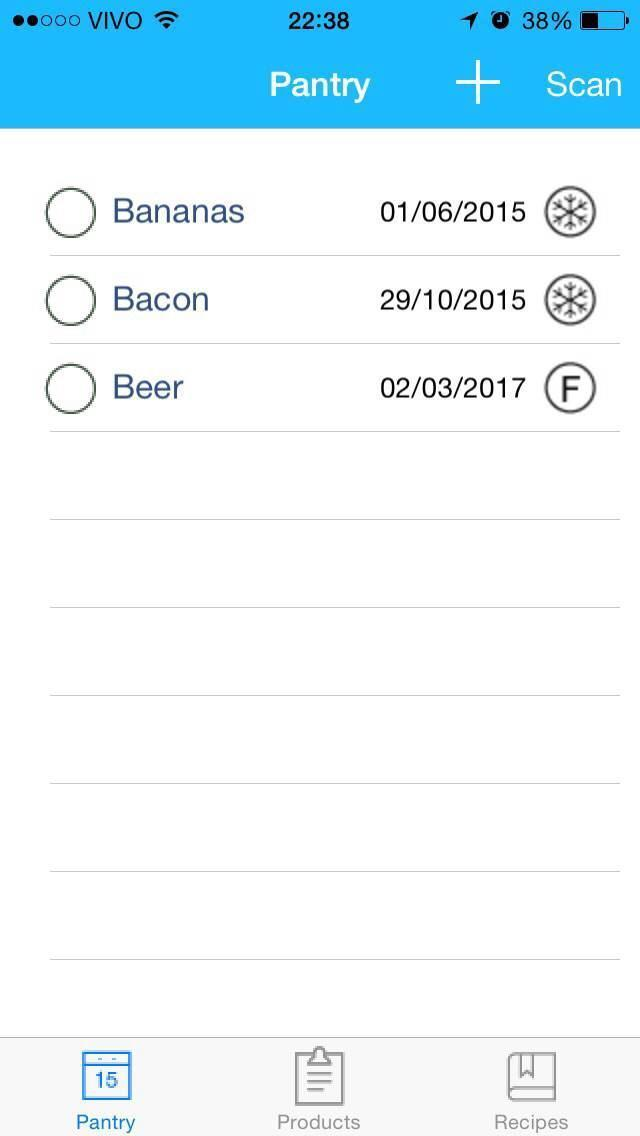 VIVO 22:38 38%
Pantry + Scan
Bananas 01/06/2015
Bacon 29/10/2015
Beer 02/03/2017 F
15
Pantry Products Recipes